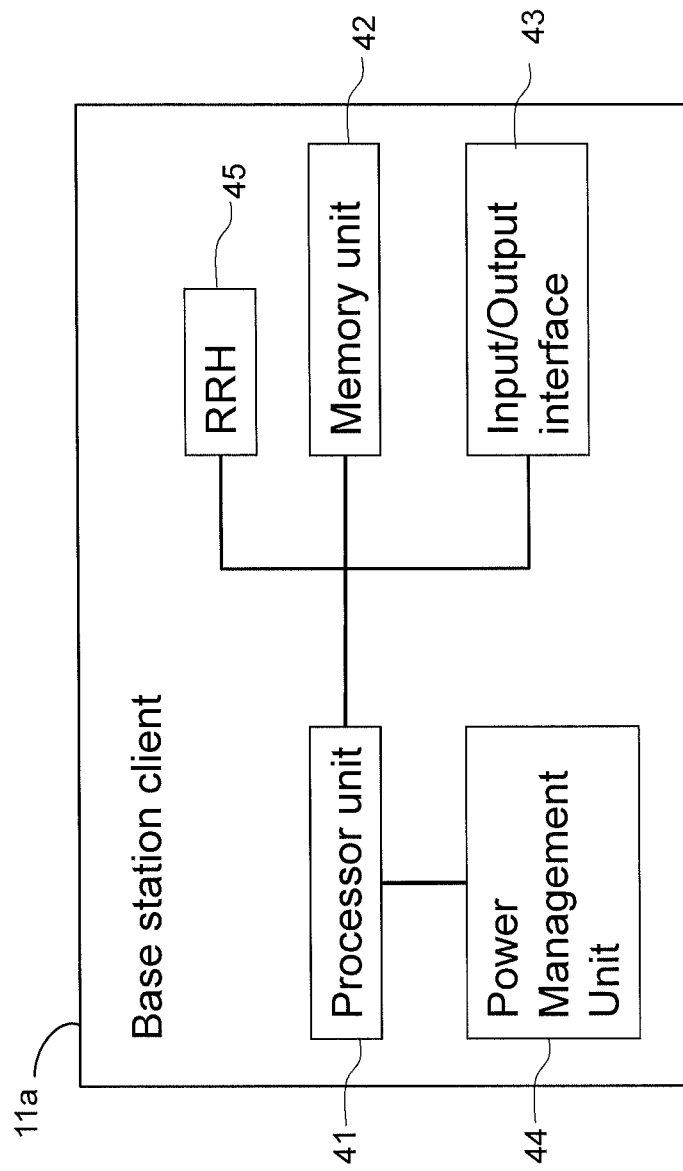 11a
Base station client
RRH
45
41
Processor unit
Memory unit
42
44
Power
Management
Unit
Input/Output
interface
43